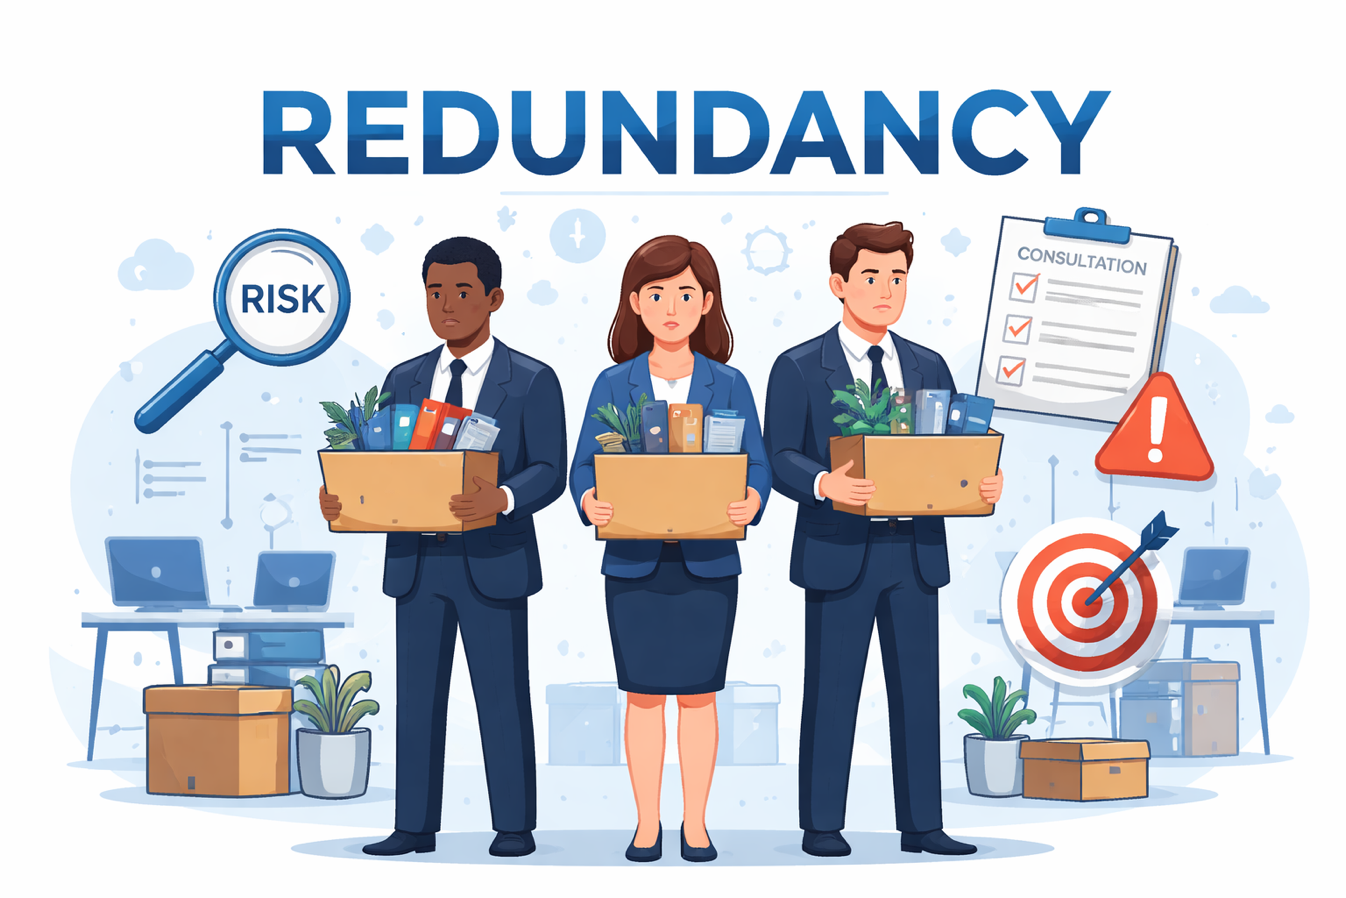 REDUNDANCY
RISK
CONSULTATION
!